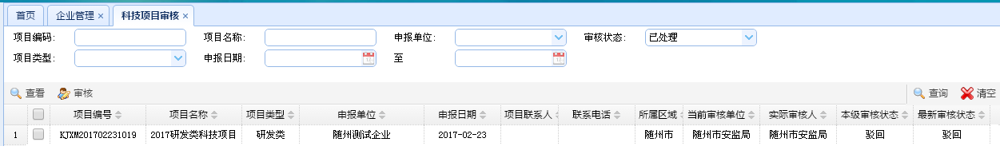 首页 企业管理 × 科技项目审核 ×
项目编码: 项目名称: 申报单位: 审核状态: 已处理
项目类型: 申报日期: 至
查看 审核 查询 清空
项目编号 项目名称 项目类型 申报单位 申报日期 项目联系人 联系电话 所属区域 当前审核单位 实际审核人 本级审核状态 最新审核状态
1 KJXM201702231019 2017研发类科技项目 研发类 随州测试企业 2017-02-23 随州市 随州市安监局 随州市安监局 驳回 驳回